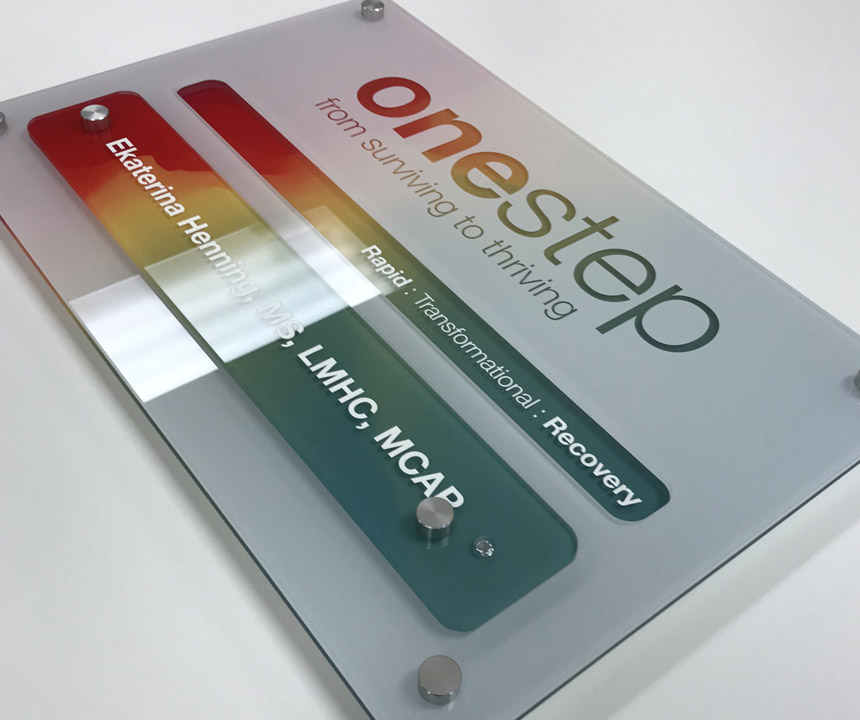 onestep
from surviving to thriving
Rapid : Transformational : Recovery
Ekaterina Henning, MS, LMHC, MCAP